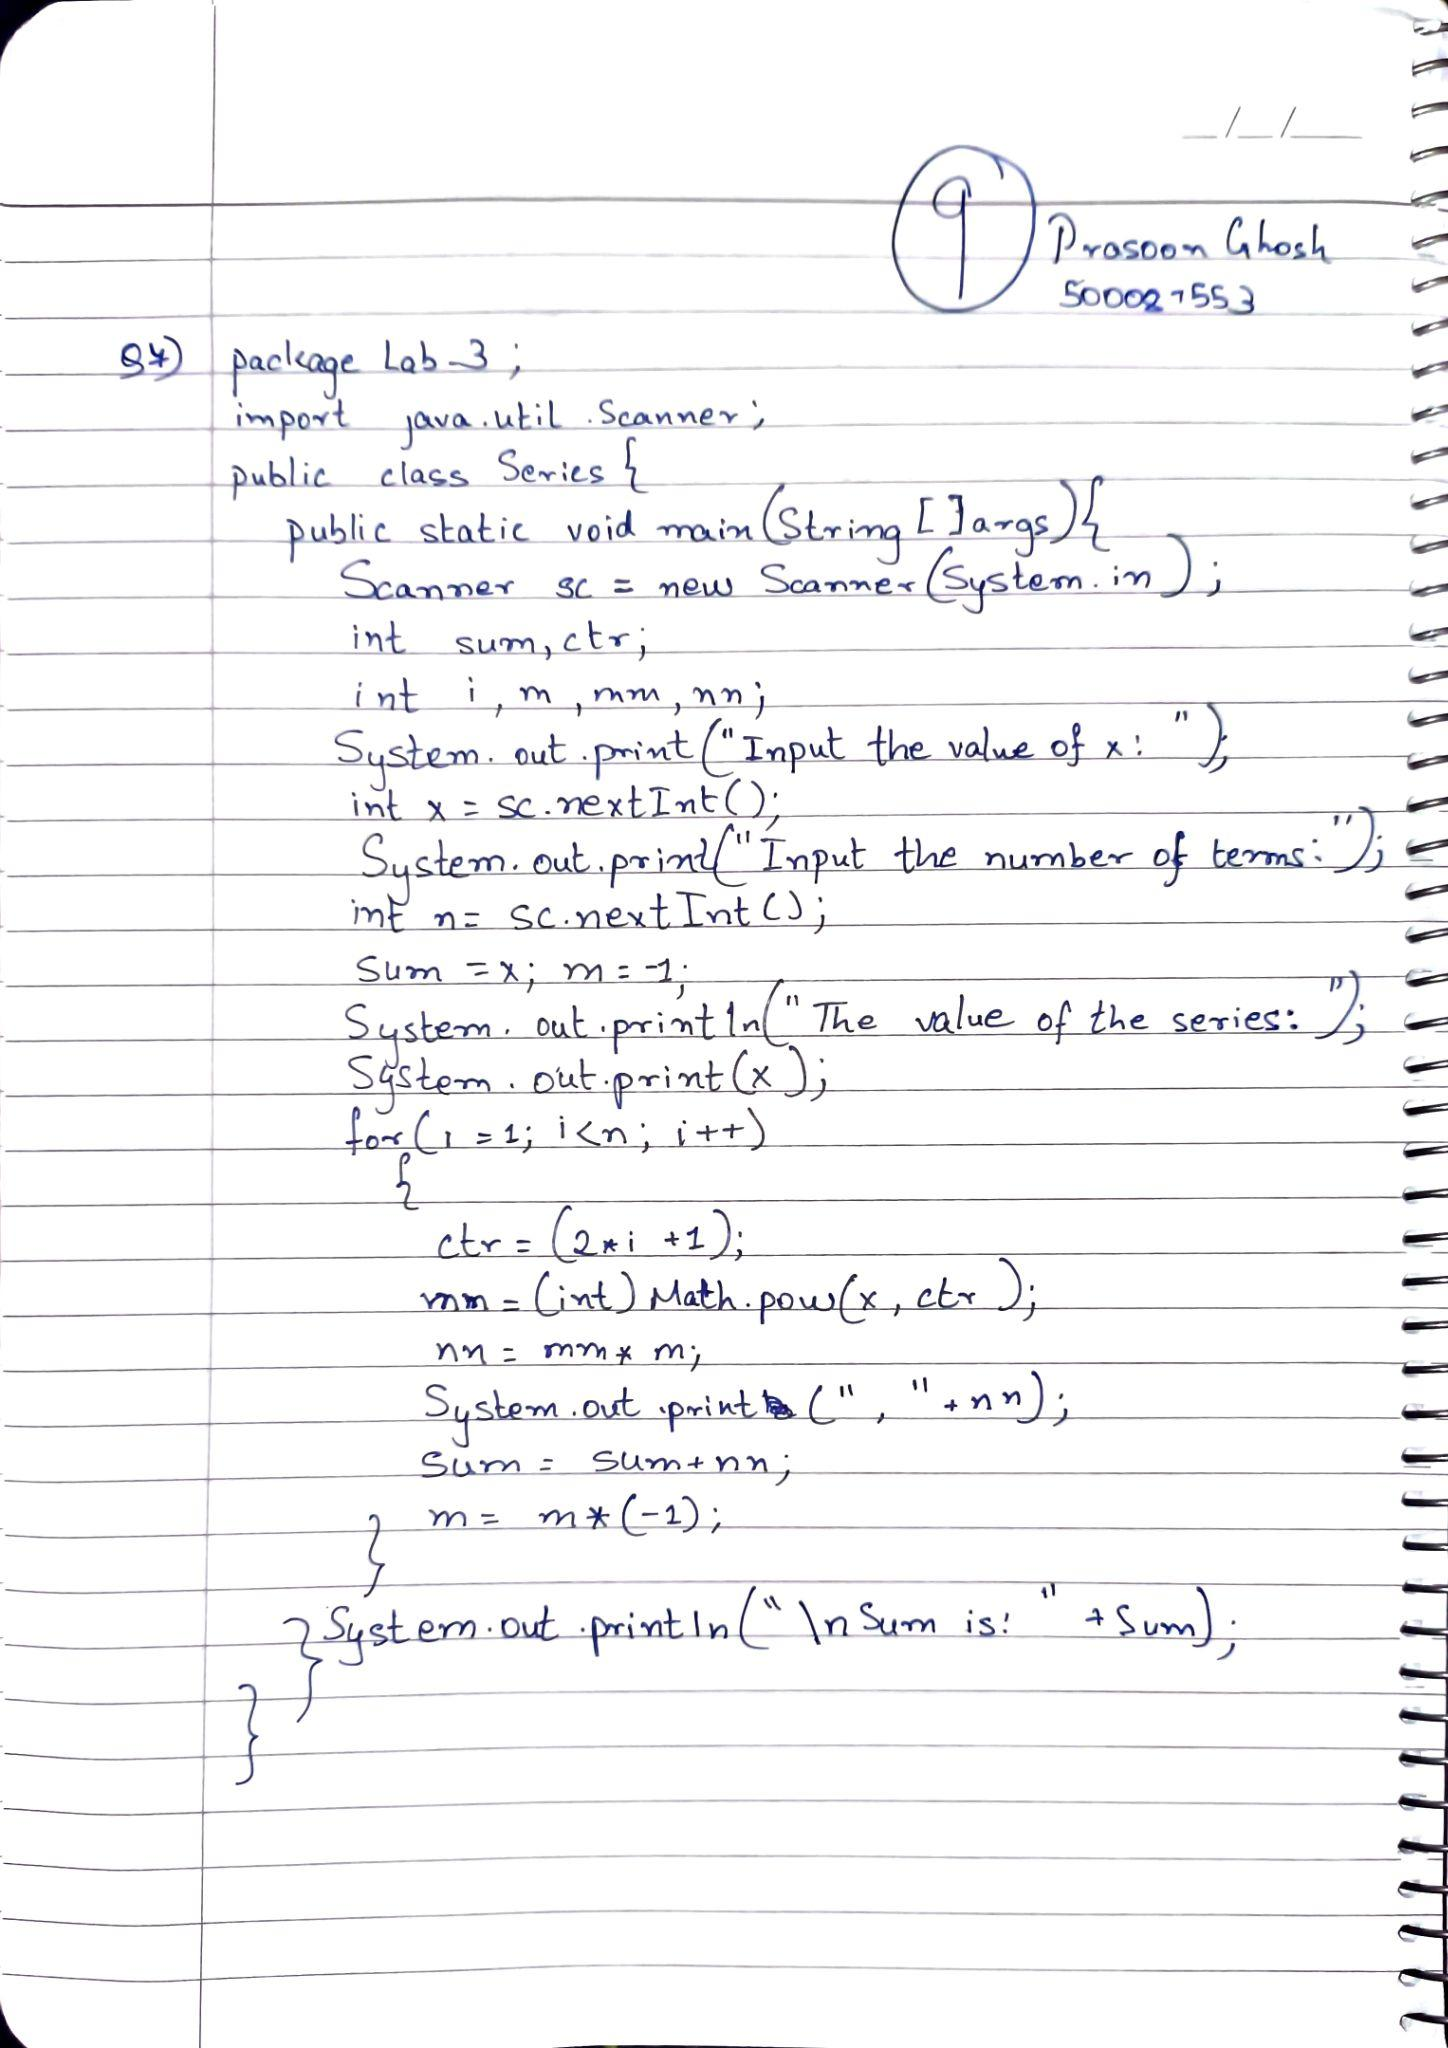 _/_/__
9
Prasoon Ghosh
500027553
Q4) package Lab_3;
import java.util.Scanner;
public class Series {
public static void main(String []args){
Scanner sc = new Scanner(System.in);
int sum, ctr;
int i, m, mm, nn;
System.out.print("Input the value of x: ");
int x = sc.nextInt();
System.out.print("Input the number of terms: ");
int n = sc.nextInt();
sum = x; m = -1;
System.out.println("The value of the series: ");
System.out.print(x);
for(i = 1; i<n; i++)
{
ctr = (2*i +1);
mm = (int) Math.pow(x, ctr);
nn = mm * m;
System.out.print(", " + nn);
sum = sum + nn;
m = m * (-1);
}
} System.out.println("\nSum is: " + Sum);
}